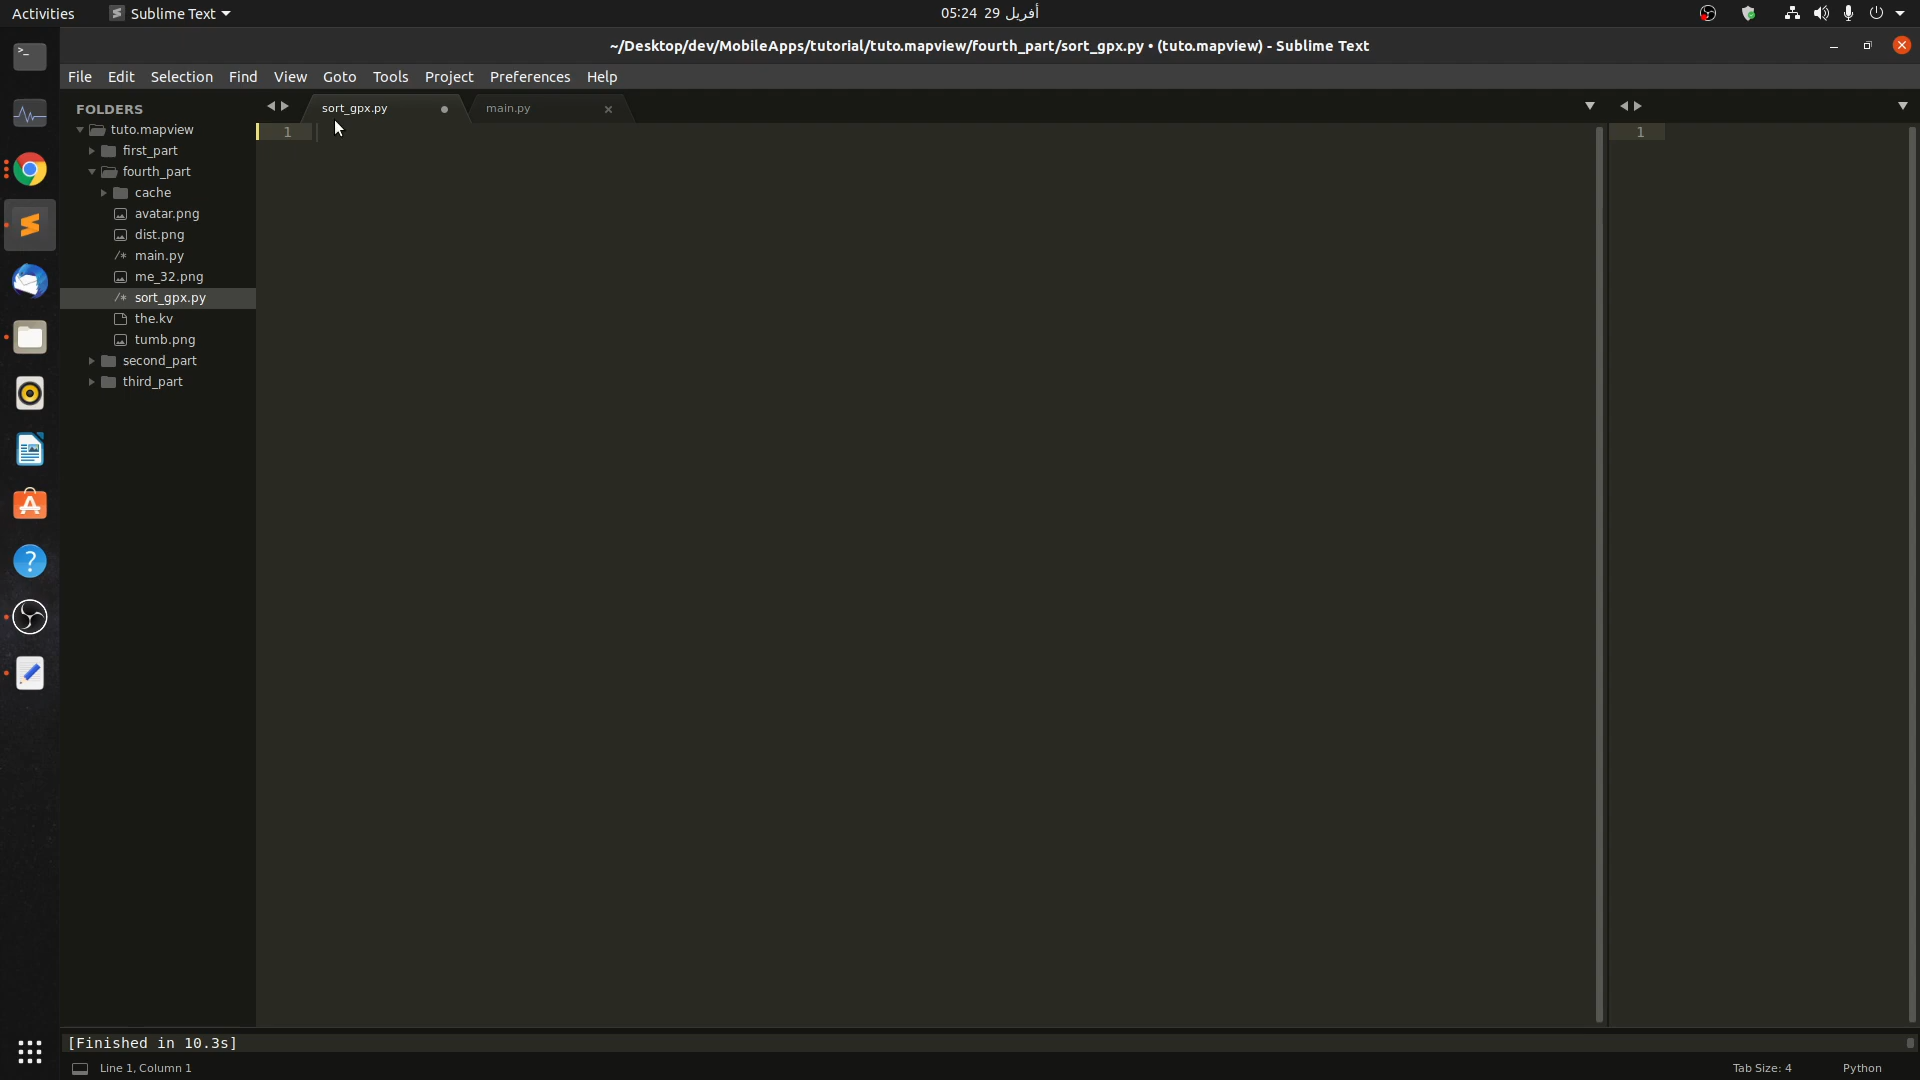 Activities
Sublime Text
05:24 29 أفريل
~/Desktop/dev/MobileApps/tutorial/tuto.mapview/fourth_part/sort_gpx.py • (tuto.mapview) - Sublime Text
File Edit Selection Find View Goto Tools Project Preferences Help
FOLDERS
tuto.mapview
first_part
fourth_part
cache
avatar.png
dist.png
/* main.py
me_32.png
/* sort_gpx.py
the.kv
tumb.png
second_part
third_part
sort_gpx.py
main.py
1
1
[Finished in 10.3s]
Line 1, Column 1
Tab Size: 4
Python